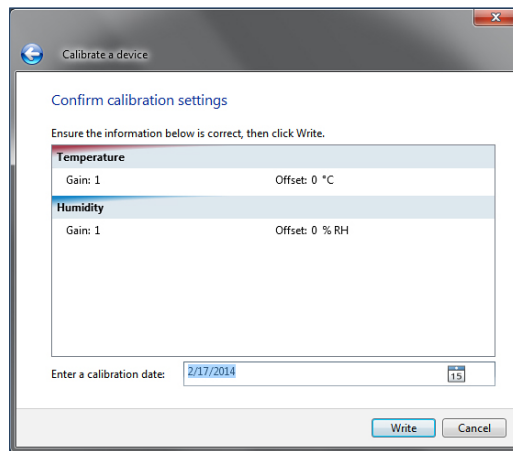 Calibrate a device
Confirm calibration settings
Ensure the information below is correct, then click Write.
Temperature
Gain: 1 Offset: 0 °C
Humidity
Gain: 1 Offset: 0 % RH
Enter a calibration date: 2/17/2014 15
Write Cancel